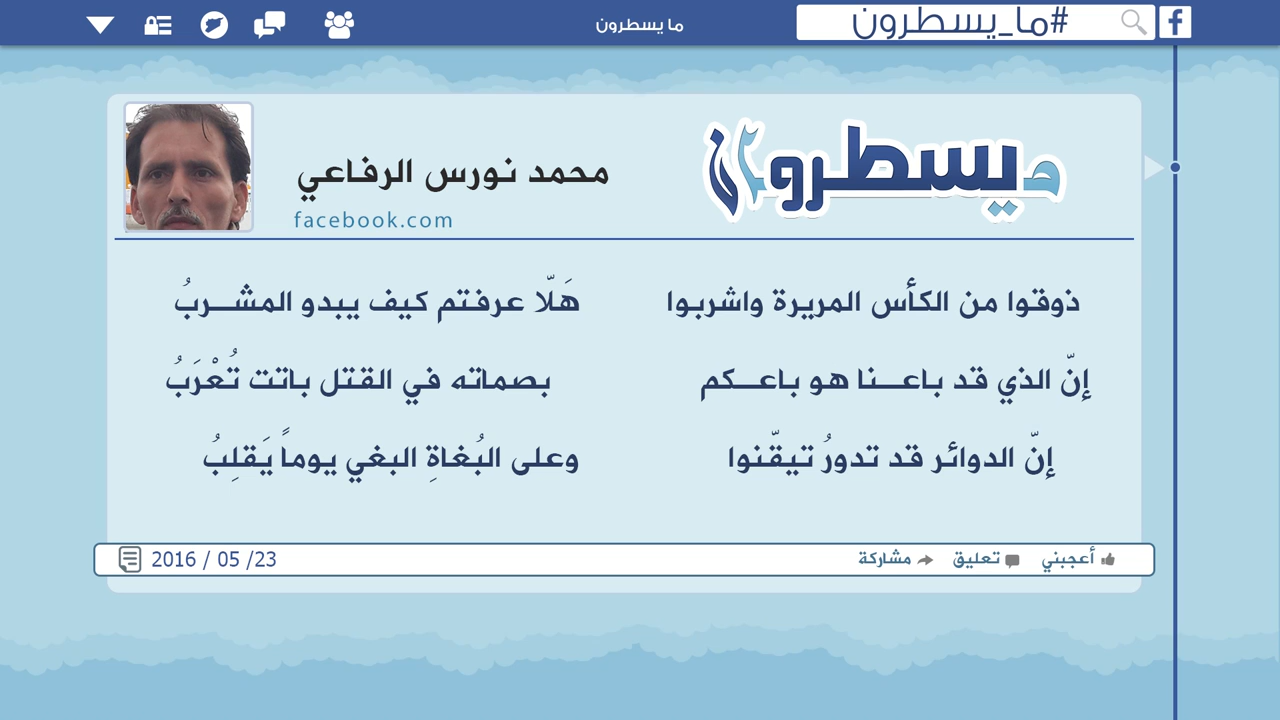 #ما_يسطرون
ما يسطرون
ما يسطرون
محمد نورس الرفاعي
facebook.com
ذوقوا من الكأس المريرة واشربوا هَلّا عرفتم كيف يبدو المشـــربُ
إنّ الذي قد باعـــنا هو باعـــكم بصماته في القتل باتت تُعْرَبُ
إنّ الدوائر قد تدورُ تيقّنوا وعلى البُغاةِ البغي يوماً يَقلِبُ
أعجبني تعليق مشاركة 2016 / 05 /23